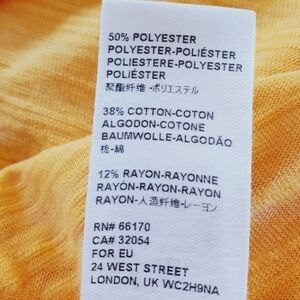 50% POLYESTER
POLYESTER-POLIÉSTER
POLIESTERE-POLYESTER
POLIÉSTER
聚酯纤维-ポリエステル
38% COTTON-COTON
ALGODON-COTONE
BAUMWOLLE-ALGODÃO
棉-綿
12% RAYON-RAYONNE
RAYÓN-RAYON-RAYON
RAYON-人造纤维-レーヨン
RN# 66170
CA# 32054
FOR EU
24 WEST STREET
LONDON, UK WC2H9NA